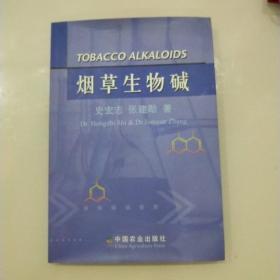 TOBACCO ALKALOIDS
烟草生物碱
史宏志 张建勋 著
Dr. Hongzhi Shi & Dr. Jianxun Zhang
中国农业出版社
China Agriculture Press